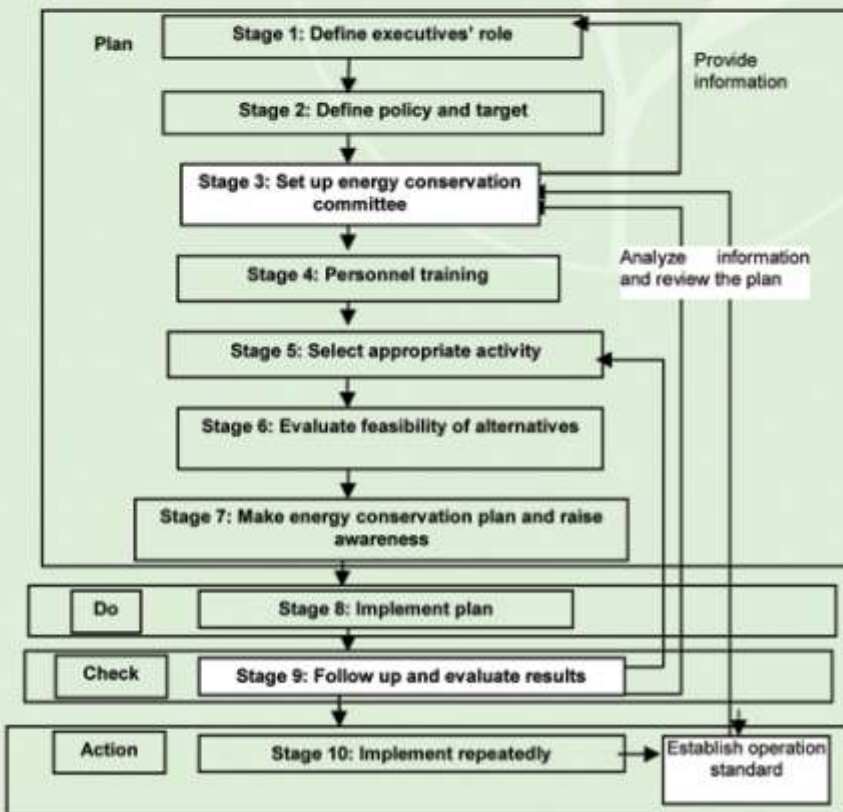 Plan
Stage 1: Define executives' role
Provide
information
Stage 2: Define policy and target
Stage 3: Set up energy conservation
committee
Analyze information
and review the plan
Stage 4: Personnel training
Stage 5: Select appropriate activity
Stage 6: Evaluate feasibility of alternatives
Stage 7: Make energy conservation plan and raise
awareness
Do
Stage 8: Implement plan
Check
Stage 9: Follow up and evaluate results
Action
Stage 10: Implement repeatedly
Establish operation
standard